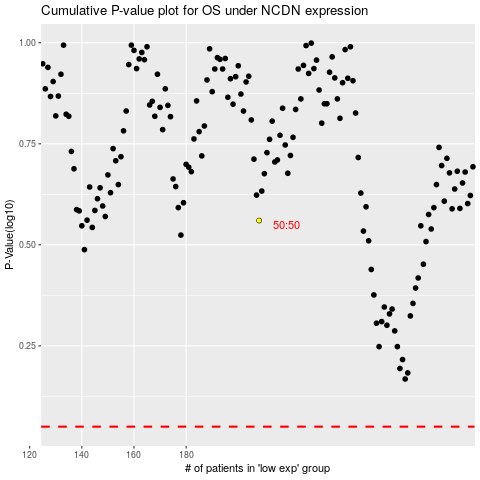 Cumulative P-value plot for OS under NCDN expression
P-Value(log10)
1.00
0.75
0.50
0.25
50:50
120 140 160 180
# of patients in 'low exp' group